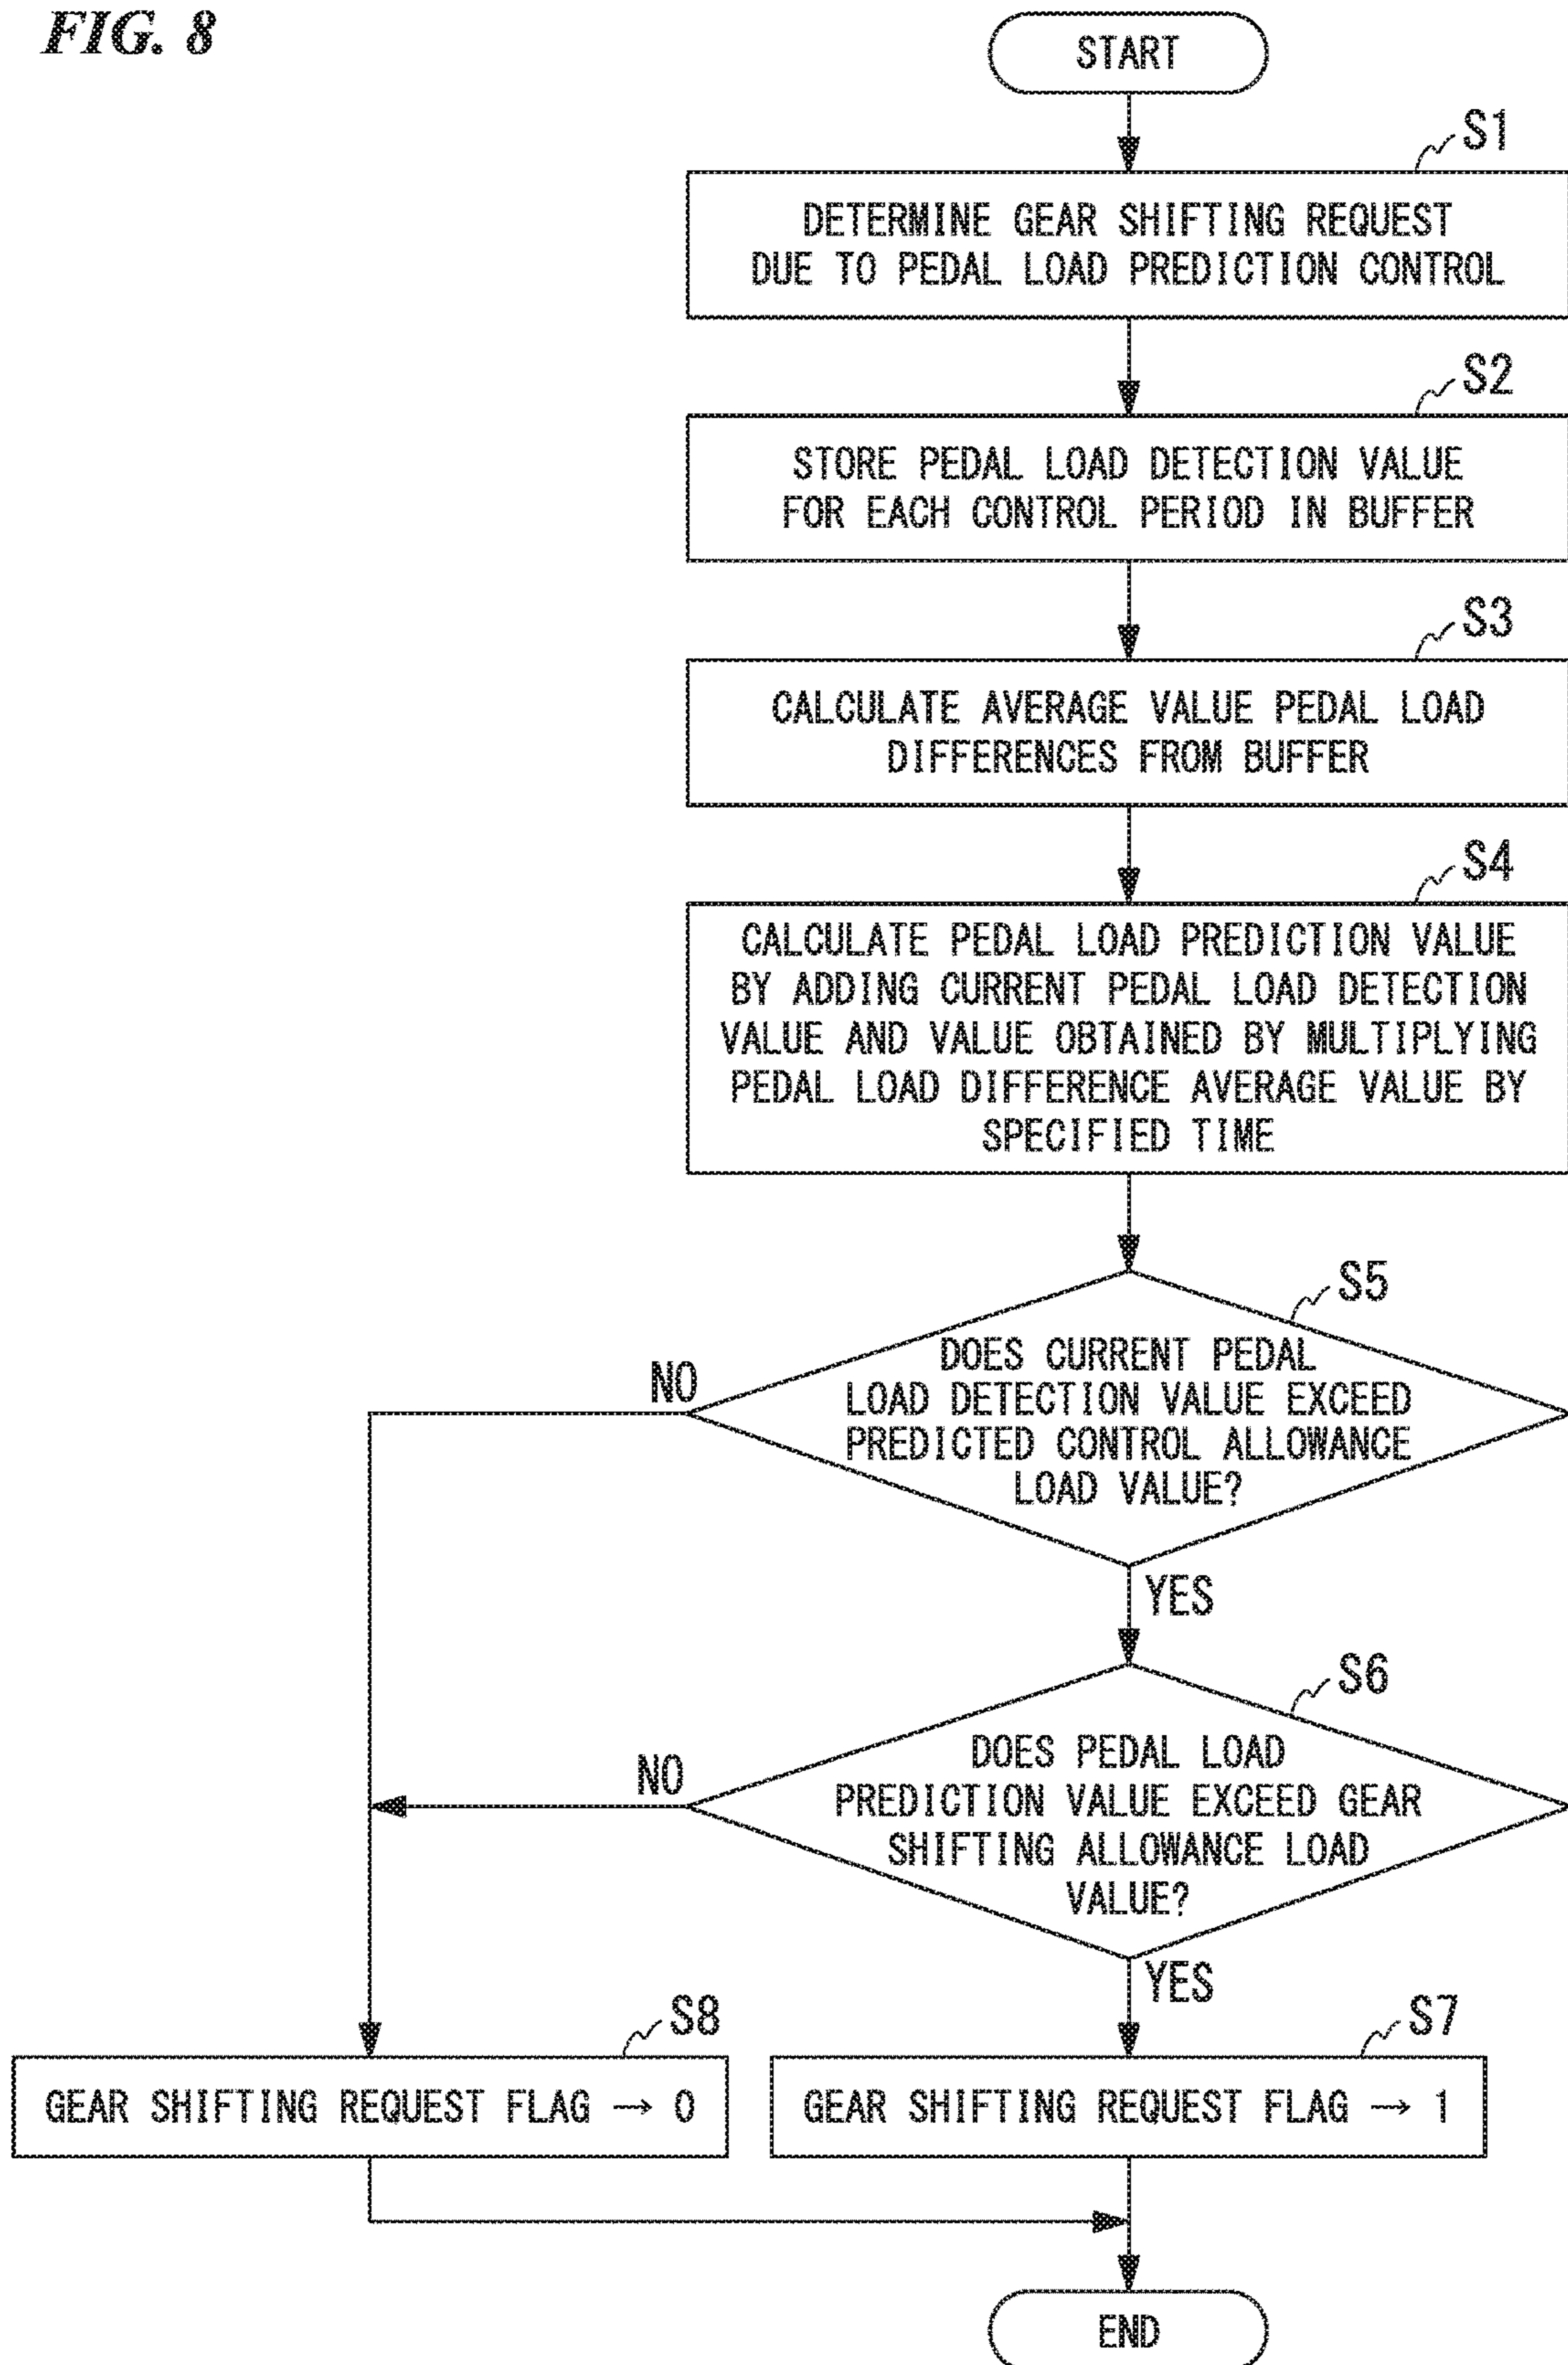 FIG. 8
START
S1
DETERMINE GEAR SHIFTING REQUEST
DUE TO PEDAL LOAD PREDICTION CONTROL
S2
STORE PEDAL LOAD DETECTION VALUE
FOR EACH CONTROL PERIOD IN BUFFER
S3
CALCULATE AVERAGE VALUE PEDAL LOAD
DIFFERENCES FROM BUFFER
S4
CALCULATE PEDAL LOAD PREDICTION VALUE
BY ADDING CURRENT PEDAL LOAD DETECTION
VALUE AND VALUE OBTAINED BY MULTIPLYING
PEDAL LOAD DIFFERENCE AVERAGE VALUE BY
SPECIFIED TIME
S5
DOES CURRENT PEDAL
LOAD DETECTION VALUE EXCEED
PREDICTED CONTROL ALLOWANCE
LOAD VALUE?
NO
YES
S6
DOES PEDAL LOAD
PREDICTION VALUE EXCEED GEAR
SHIFTING ALLOWANCE LOAD
VALUE?
NO
YES
S8
GEAR SHIFTING REQUEST FLAG → 0
S7
GEAR SHIFTING REQUEST FLAG → 1
END